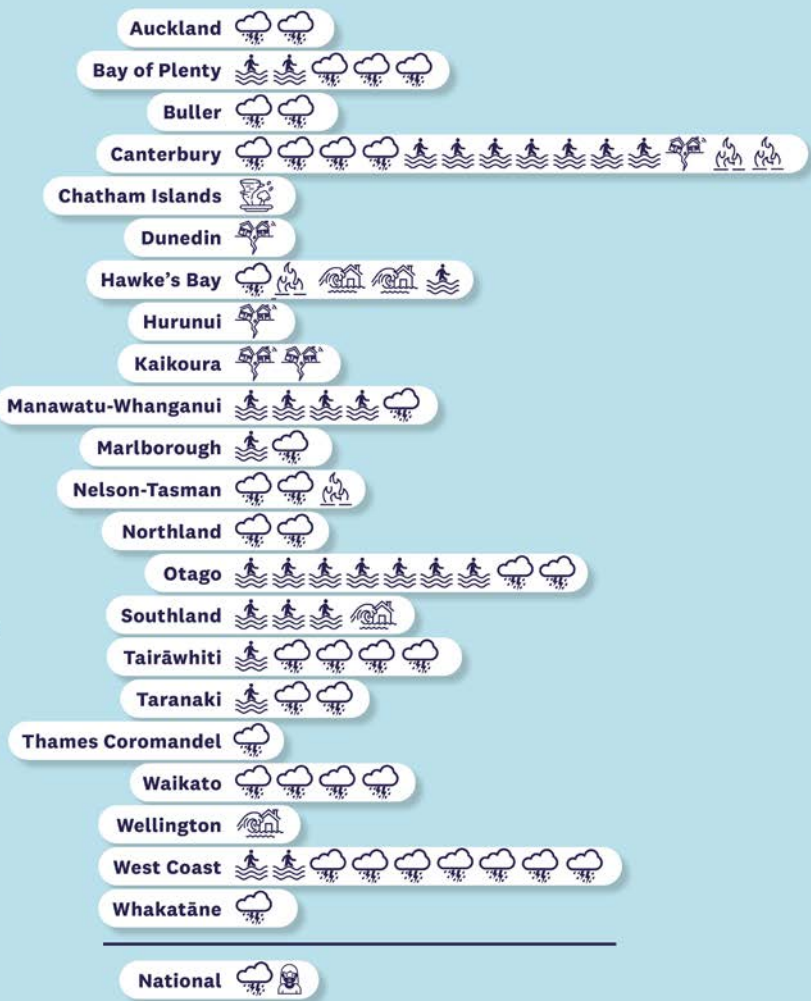 Auckland
Bay of Plenty
Buller
Canterbury
Chatham Islands
Dunedin
Hawke's Bay
Hurunui
Kaikoura
Manawatu-Whanganui
Marlborough
Nelson-Tasman
Northland
Otago
Southland
Tairāwhiti
Taranaki
Thames Coromandel
Waikato
Wellington
West Coast
Whakatāne
National